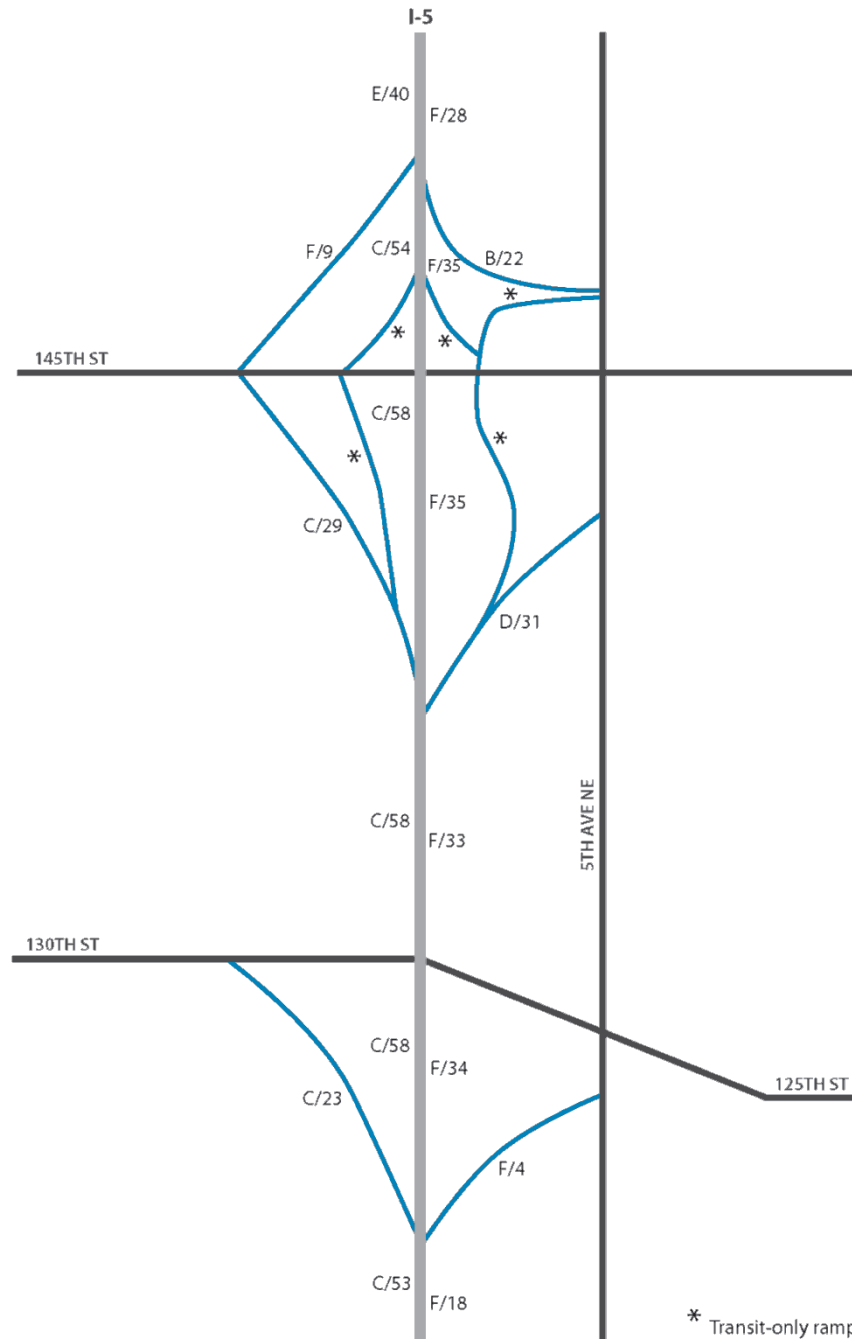 I-5
E/40
F/28
F/9
C/54
F/35
B/22
*
*
*
145TH ST
C/58
*
*
F/35
C/29
D/31
5TH AVE NE
C/58
F/33
130TH ST
C/58
F/34
125TH ST
C/23
F/4
C/53
F/18
* Transit-only ramp